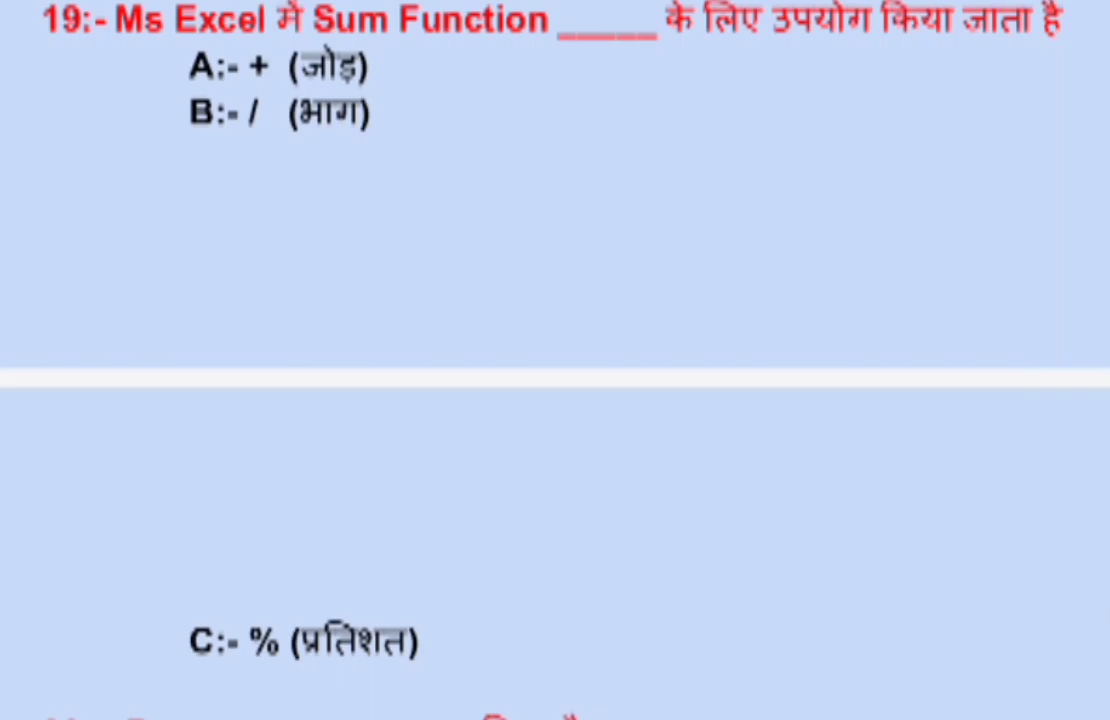 19:- Ms Excel में Sum Function _____ के लिए उपयोग किया जाता है
A:- + (जोड़)
B:- / (भाग)
C:- % (प्रतिशत)